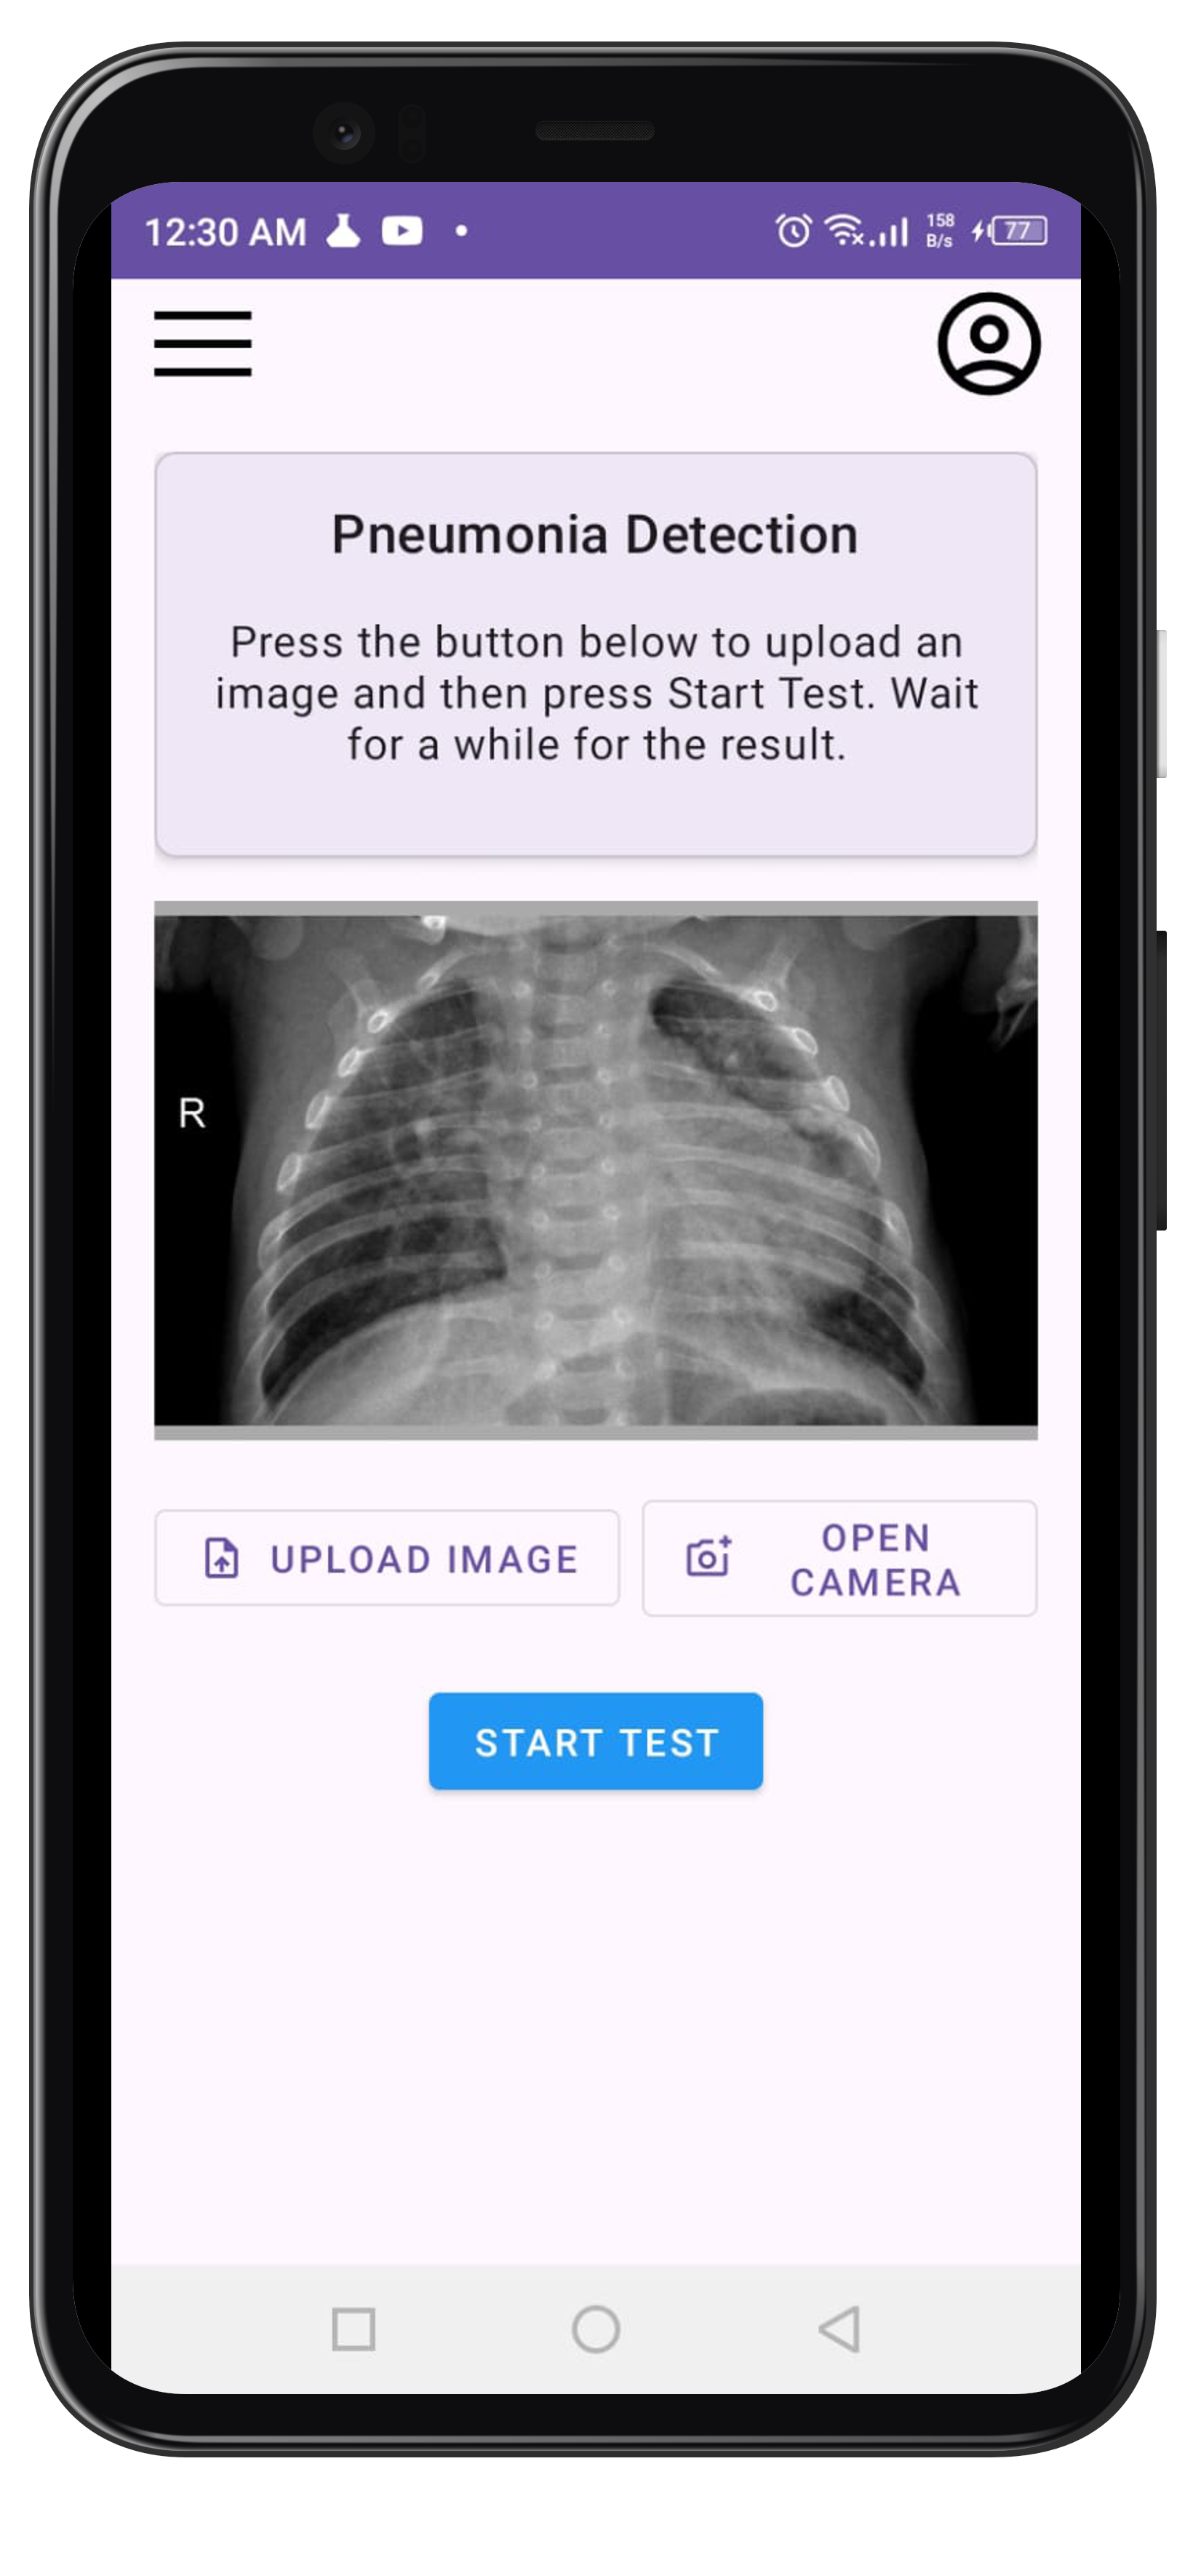 12:30 AM
158
B/s
77
Pneumonia Detection
Press the button below to upload an
image and then press Start Test. Wait
for a while for the result.
R
UPLOAD IMAGE
OPEN
CAMERA
START TEST